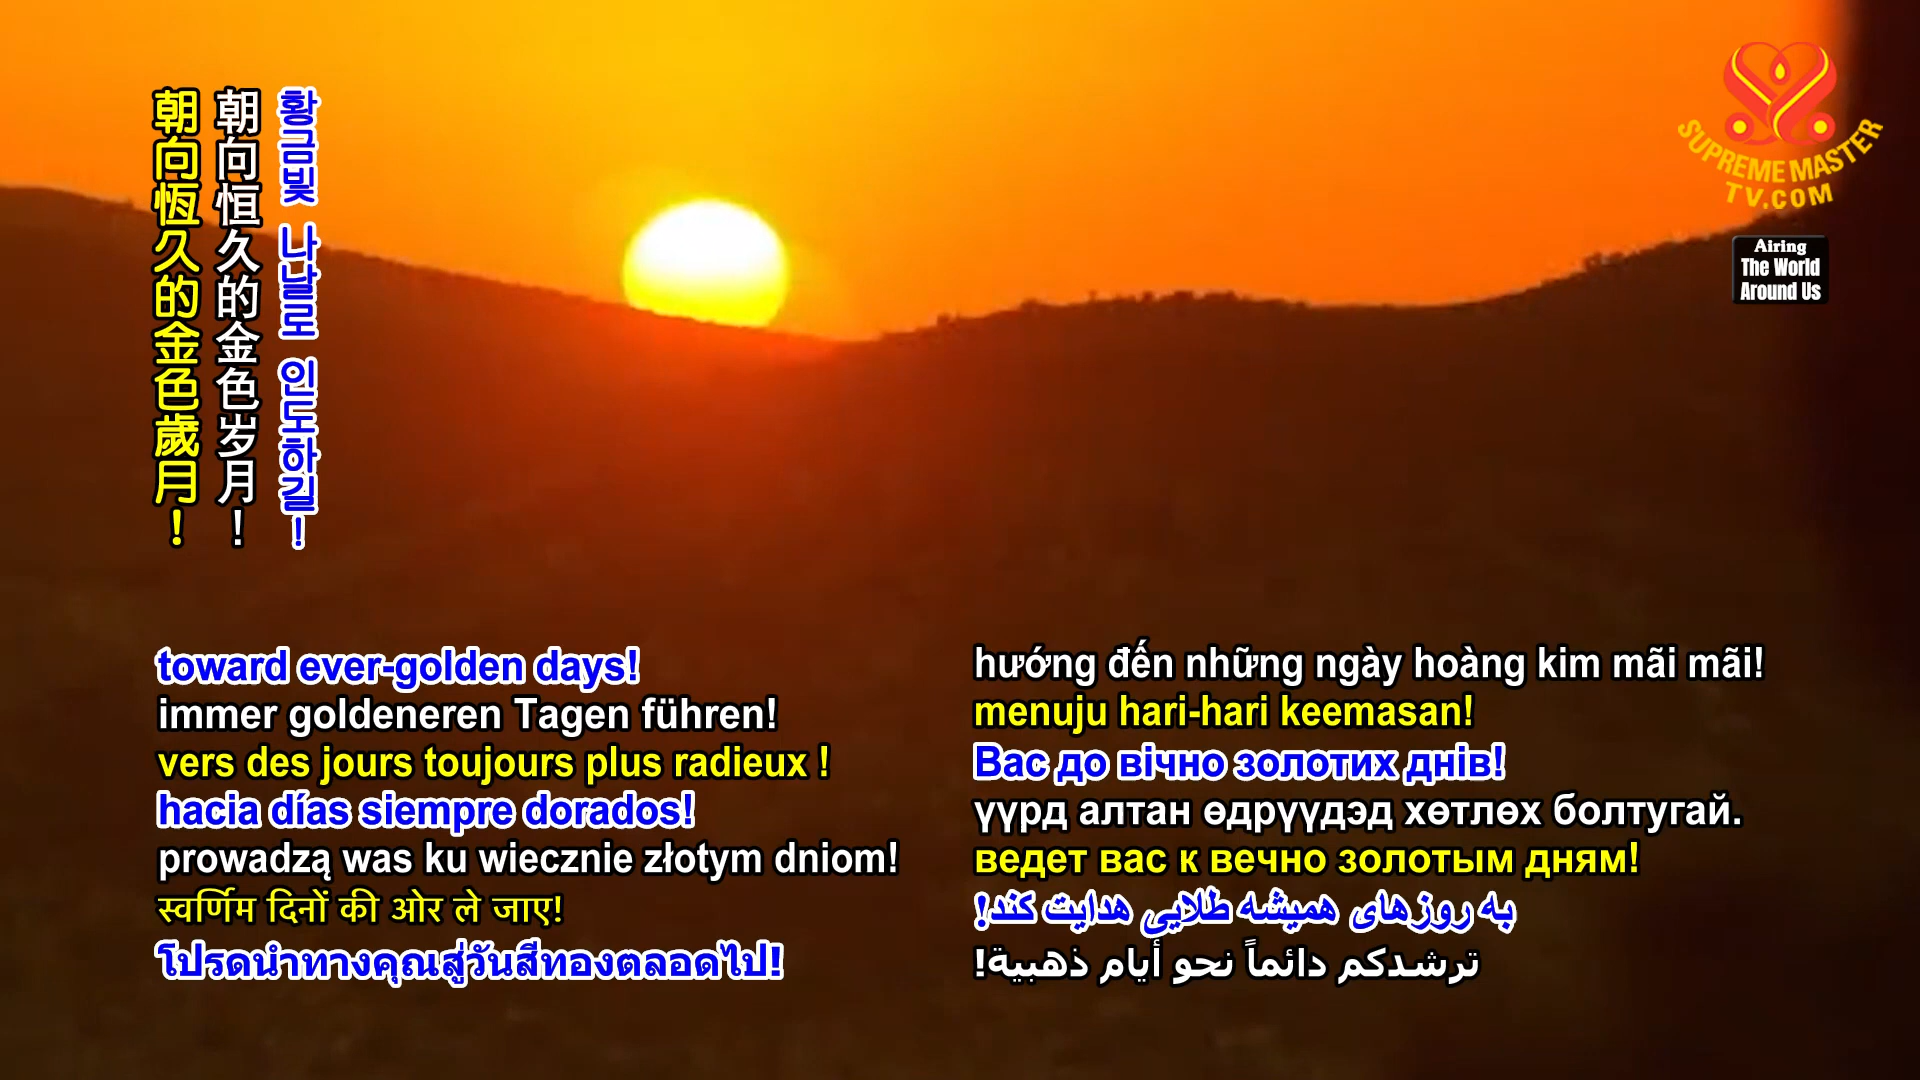 朝向恆久的金色歲月！
朝向恒久的金色岁月！
황금빛 나날로 인도하길!
SUPREME MASTER
TV.COM
Airing
The World
Around Us
toward ever-golden days!
immer goldeneren Tagen führen!
vers des jours toujours plus radieux !
hacia días siempre dorados!
prowadzą was ku wiecznie złotym dniom!
स्वर्णिम दिनों की ओर ले जाए!
โปรดนำทางคุณสู่วันสีทองตลอดไป!
hướng đến những ngày hoàng kim mãi mãi!
menuju hari-hari keemasan!
Вас до вічно золотих днів!
үүрд алтан өдрүүдэд хөтлөх болтугай.
ведет вас к вечно золотым дням!
به روزهای همیشه طلایی هدایت کند!
ترشدكم دائماً نحو أيام ذهبية!